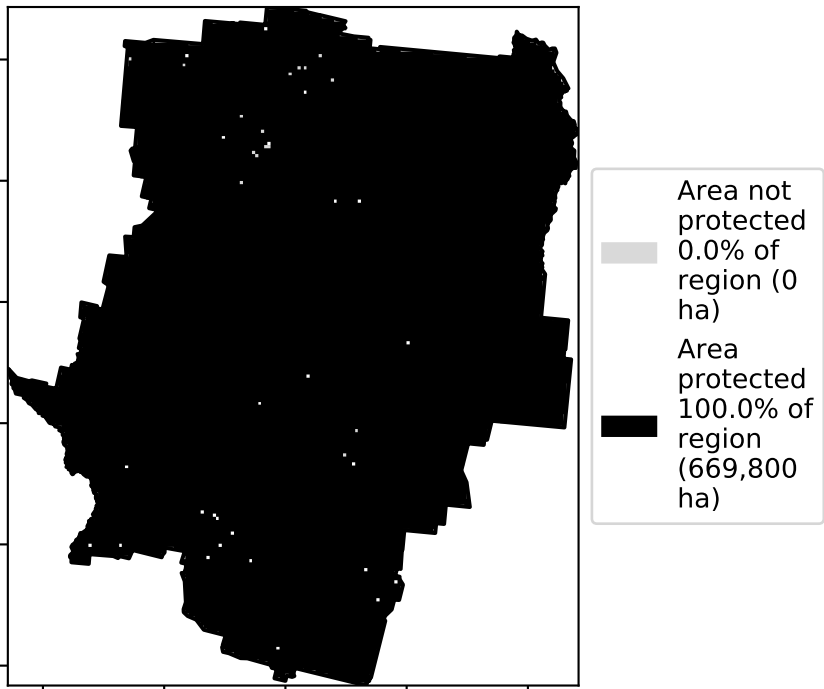 Area not
protected
0.0% of
region (0
ha)
Area
protected
100.0% of
region
(669,800
ha)